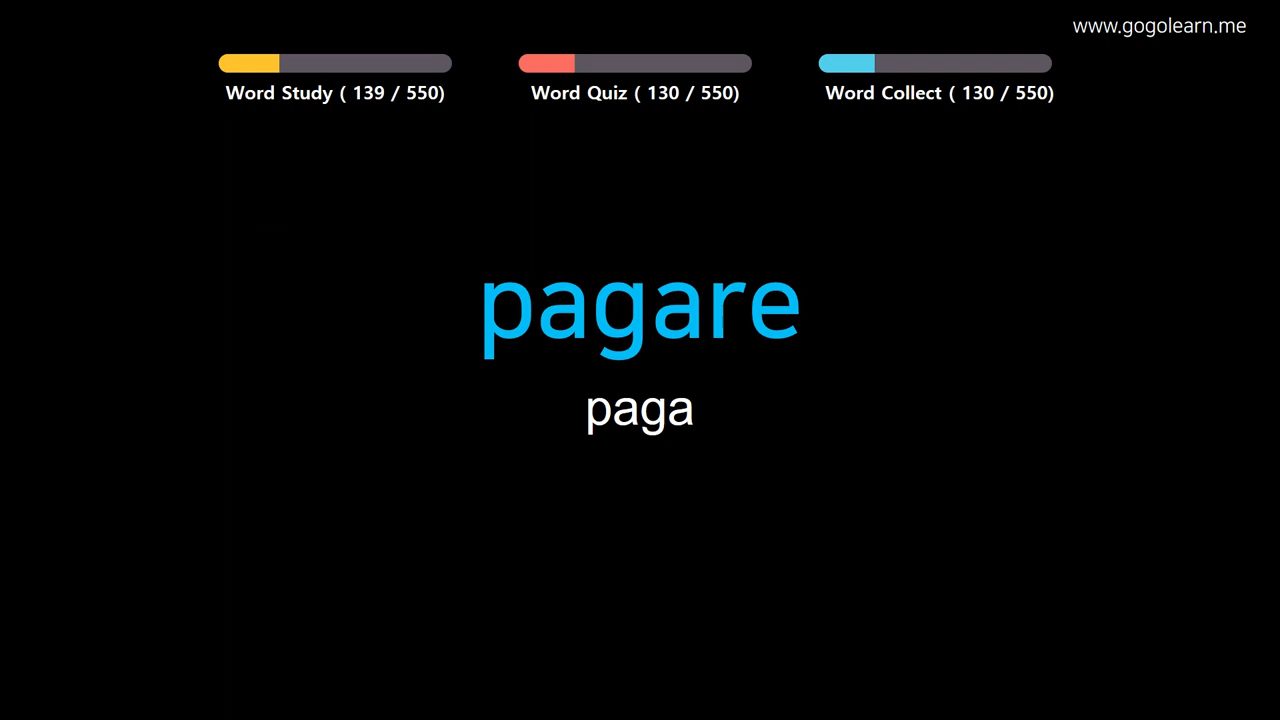 www.gogolearn.me
Word Study ( 139 / 550)
Word Quiz ( 130 / 550)
Word Collect ( 130 / 550)
pagare
paga